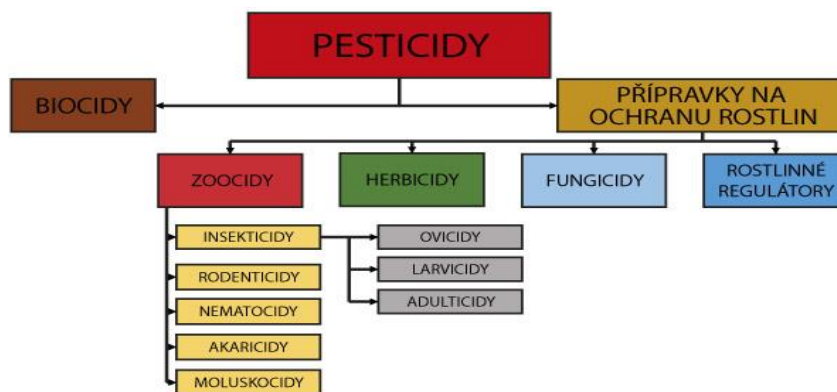 PESTICIDY
BIOCIDY
PŘÍPRAVKY NA
OCHRANU ROSTLIN
ZOOCIDY
HERBICIDY
FUNGICIDY
ROSTLINNÉ
REGULÁTORY
INSEKTICIDY
OVICIDY
RODENTICIDY
LARVICIDY
NEMATOCIDY
ADULTICIDY
AKARICIDY
MOLUSKOCIDY